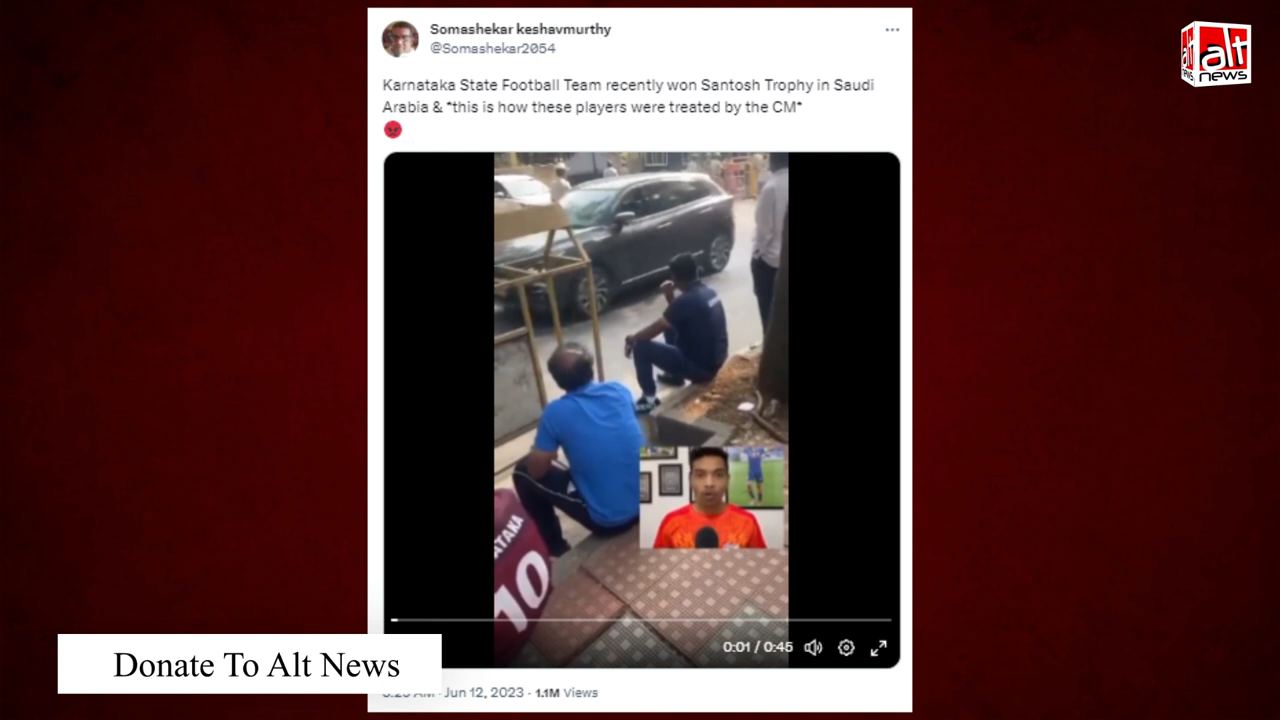 Somashekar keshavmurthy
@Somashekar2054
Karnataka State Football Team recently won Santosh Trophy in Saudi
Arabia & *this is how these players were treated by the CM*
alt
news
ATAKA
10
0:01 / 0:45
Donate To Alt News
Jun 12, 2023 · 1.1M Views